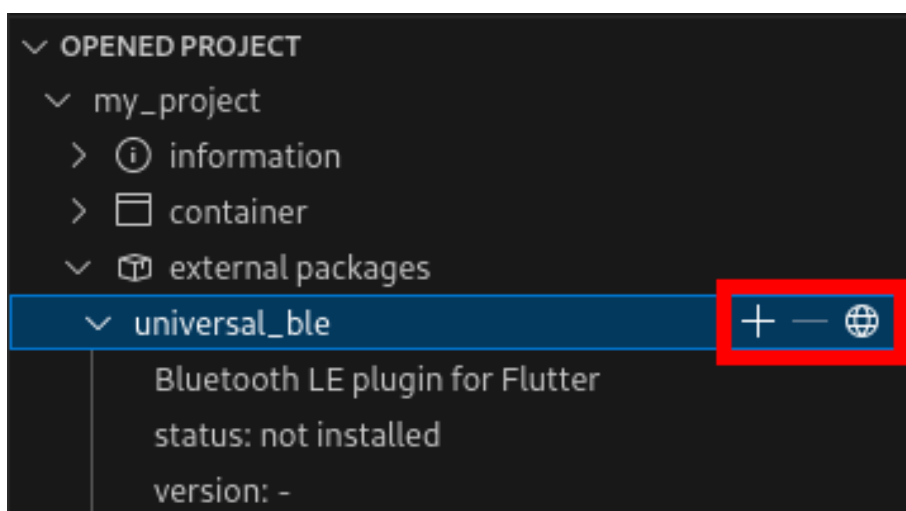 OPENED PROJECT
my_project
information
container
external packages
universal_ble
Bluetooth LE plugin for Flutter
status: not installed
version: -